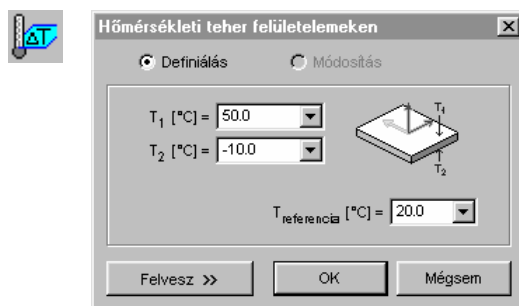 ΔT
Hőmérsékleti teher felületelemeken
Definiálás Módosítás
T1 [°C] = 50.0
T2 [°C] = -10.0
T1
T2
Treferencia [°C] = 20.0
Felvesz >> OK Mégsem